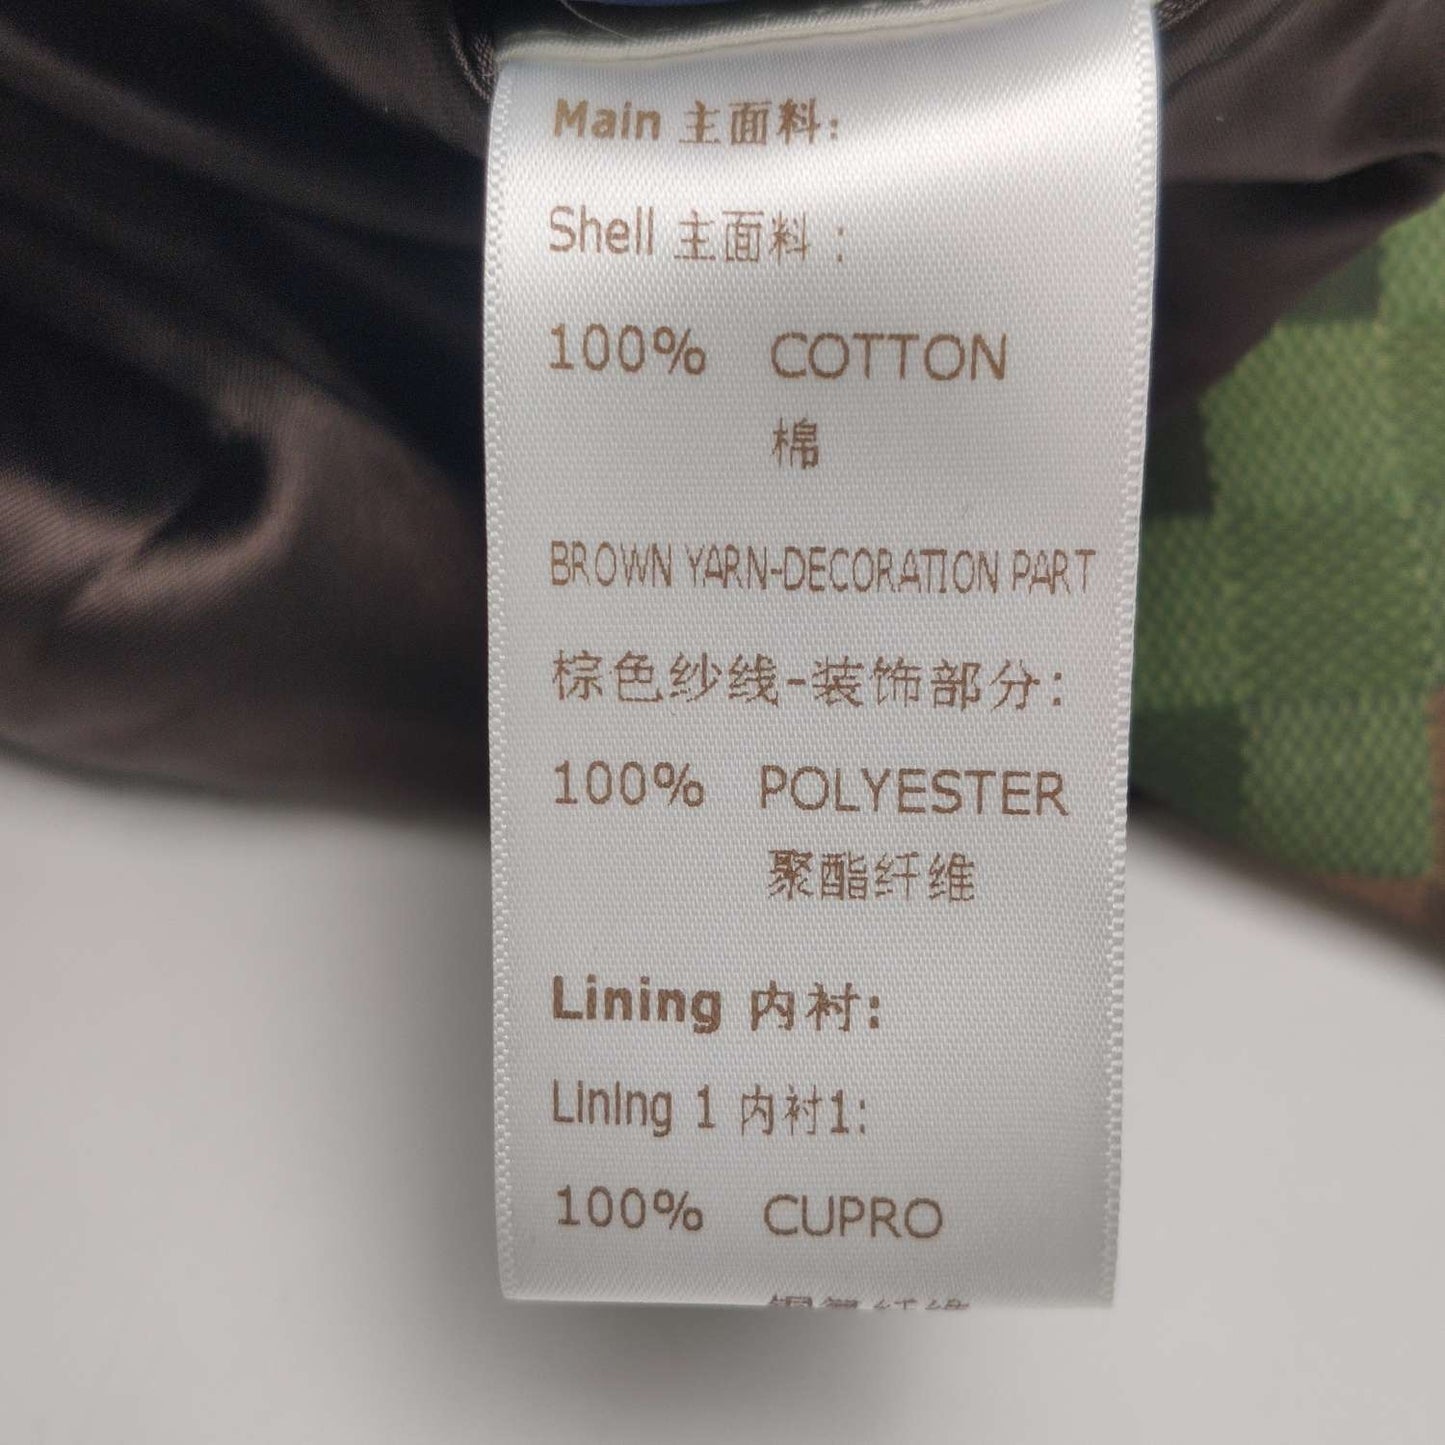 Main 主面料:
Shell 主面料 :
100% COTTON
棉
BROWN YARN-DECORATION PART
棕色纱线-装饰部分:
100% POLYESTER
聚酯纤维
Lining 内衬:
Lining 1 内衬1:
100% CUPRO